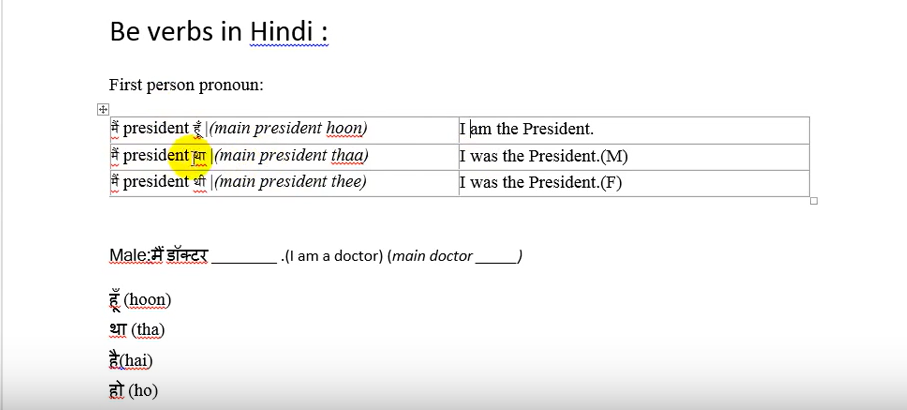 Be verbs in Hindi :
First person pronoun:
मैं president हूँ |(main president hoon) I am the President.
मैं president था |(main president thaa) I was the President.(M)
मैं president थी |(main president thee) I was the President.(F)
Male:मैं डॉक्टर ________ .(I am a doctor) (main doctor _____)
हूँ (hoon)
था (tha)
है(hai)
हो (ho)